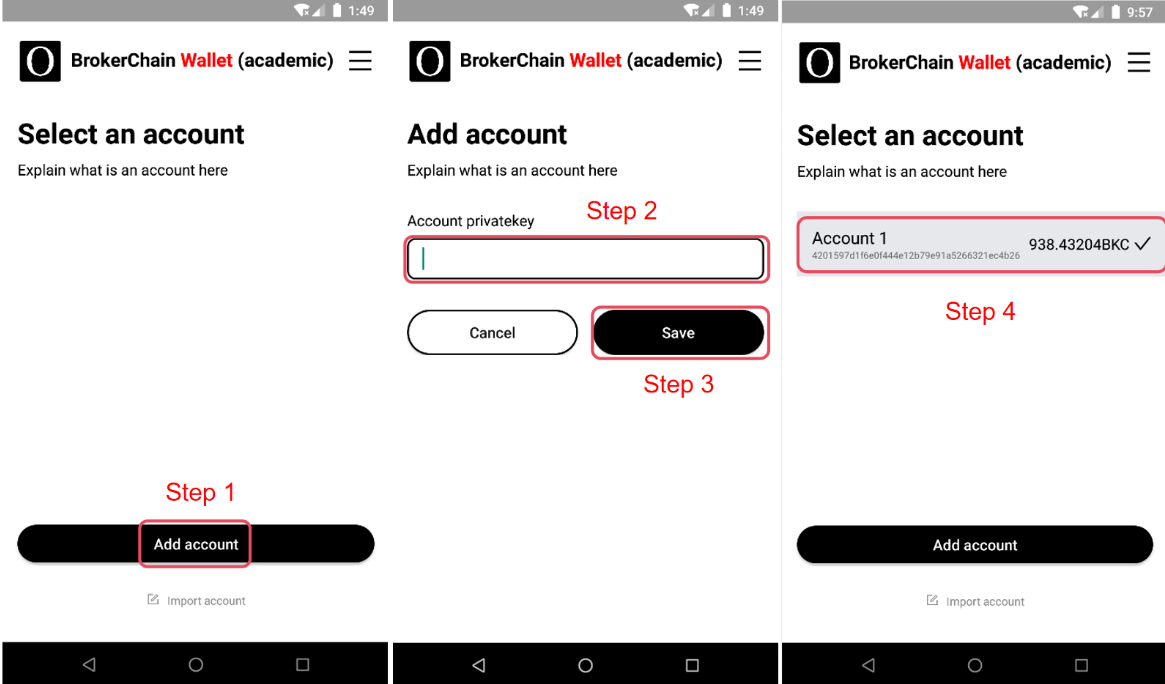 1:49
BrokerChain Wallet (academic)
Select an account
Explain what is an account here
Step 1
Add account
Import account
1:49
BrokerChain Wallet (academic)
Add account
Explain what is an account here
Step 2
Account privatekey
Cancel
Save
Step 3
9:57
BrokerChain Wallet (academic)
Select an account
Explain what is an account here
Account 1
938.43204BKC
4201597d1f6e0f444e12b79e91a5266321ec4b26
Step 4
Add account
Import account